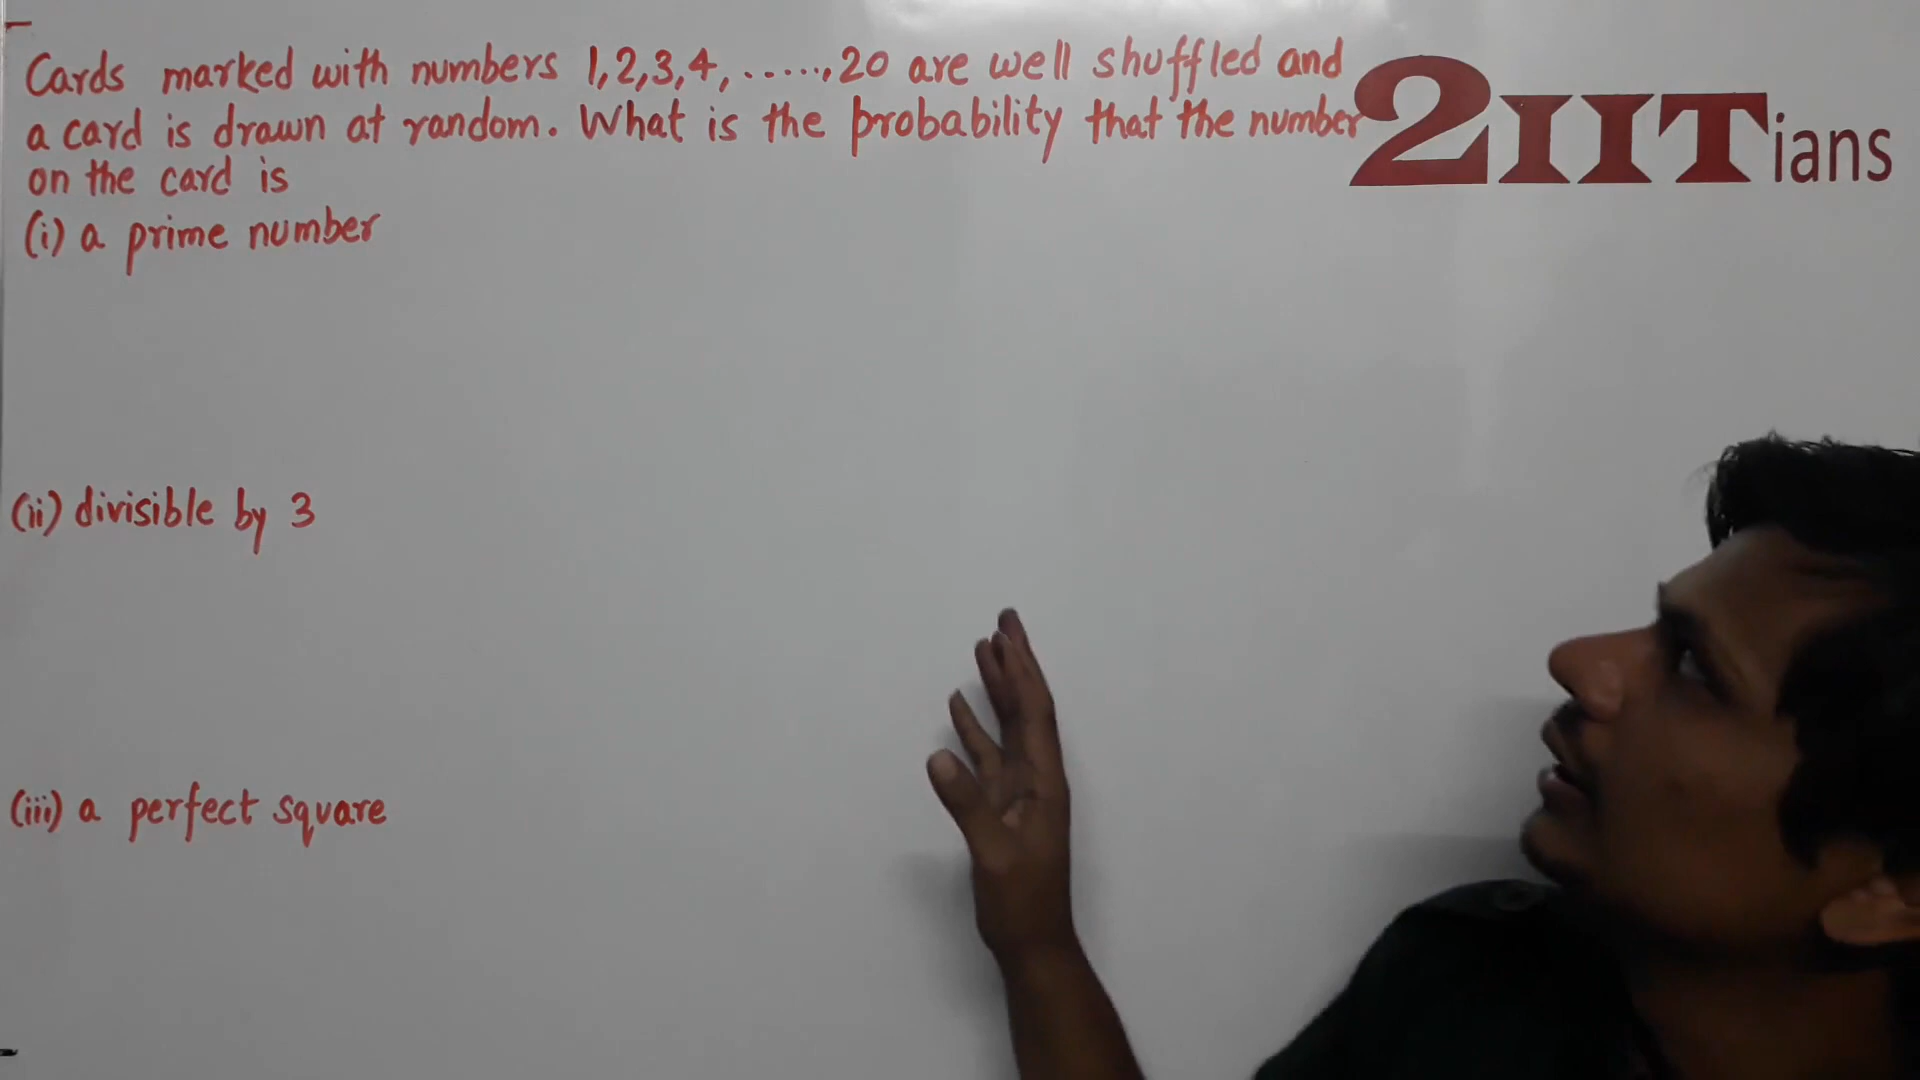 Cards marked with numbers 1,2,3,4,.....,20 are well shuffled and
a card is drawn at random. What is the probability that the number
on the card is
(i) a prime number
(ii) divisible by 3
(iii) a perfect square
2IITians